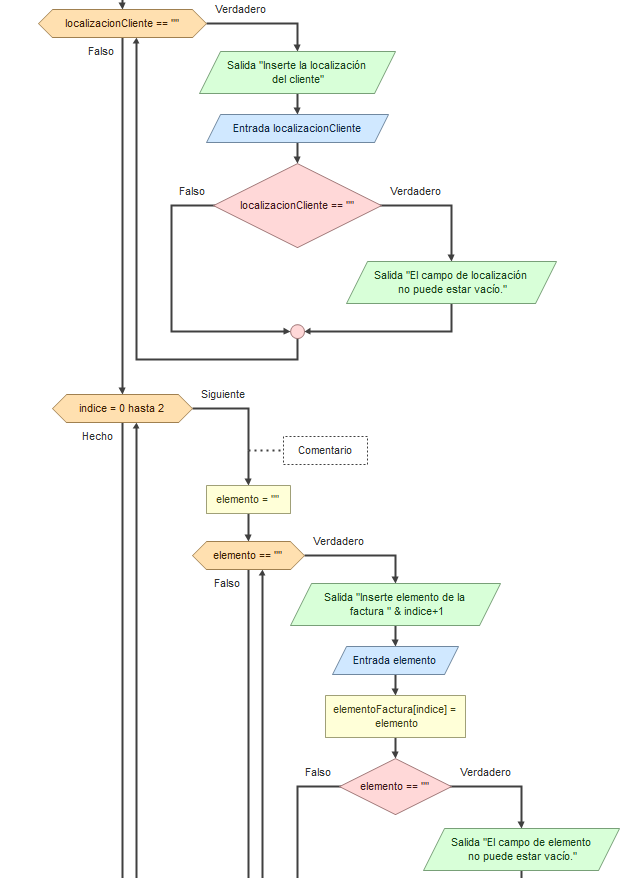 Verdadero
localizacionCliente == ""
Falso
Salida "Inserte la localización
del cliente"
Entrada localizacionCliente
Falso
Verdadero
localizacionCliente == ""
Salida "El campo de localización
no puede estar vacío."
indice = 0 hasta 2
Siguiente
Hecho
Comentario
elemento = ""
Verdadero
elemento == ""
Falso
Salida "Inserte elemento de la
factura " & indice+1
Entrada elemento
elementoFactura[indice] =
elemento
Falso
Verdadero
elemento == ""
Salida "El campo de elemento
no puede estar vacío."